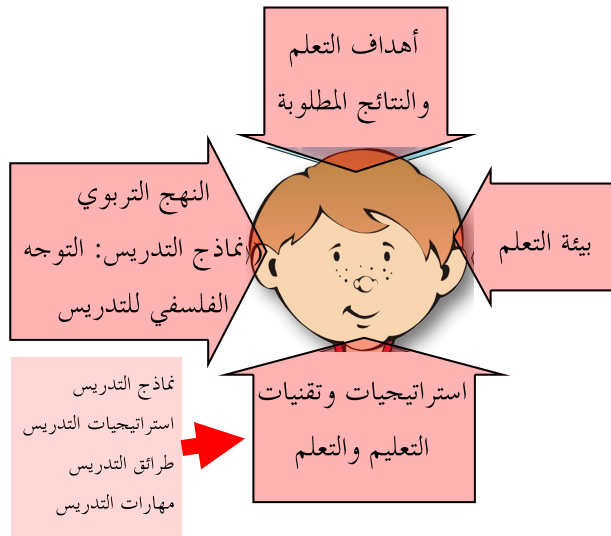 أهداف التعلم
والنتائج المطلوبة
النهج التربوي
نماذج التدريس: التوجه
الفلسفي للتدريس
بيئة التعلم
استراتيجيات وتقنيات
التعليم والتعلم
نماذج التدريس
استراتيجيات التدريس
طرائق التدريس
مهارات التدريس